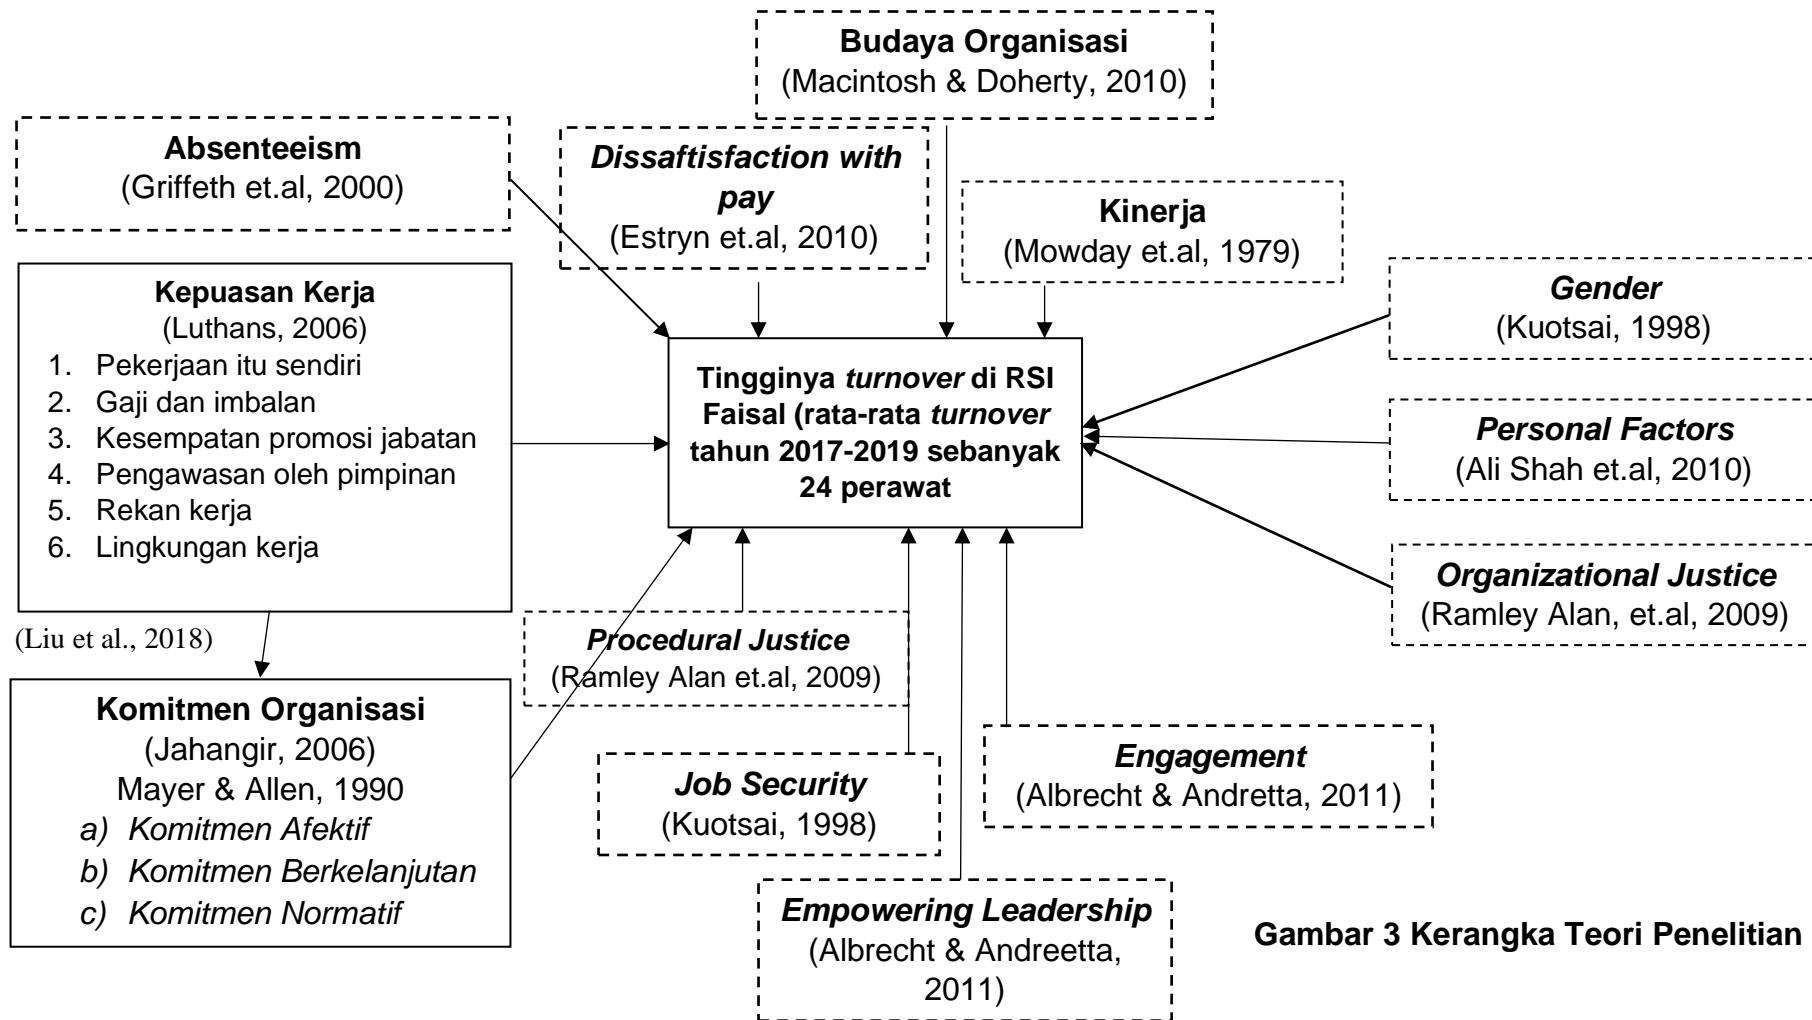 Budaya Organisasi
(Macintosh & Doherty, 2010)
Absenteeism
(Griffeth et.al, 2000)
Dissaftisfaction with
pay
(Estryn et.al, 2010)
Kinerja
(Mowday et.al, 1979)
Kepuasan Kerja
(Luthans, 2006)
1. Pekerjaan itu sendiri
2. Gaji dan imbalan
3. Kesempatan promosi jabatan
4. Pengawasan oleh pimpinan
5. Rekan kerja
6. Lingkungan kerja
Tingginya turnover di RSI
Faisal (rata-rata turnover
tahun 2017-2019 sebanyak
24 perawat
Gender
(Kuotsai, 1998)
Personal Factors
(Ali Shah et.al, 2010)
Organizational Justice
(Ramley Alan, et.al, 2009)
(Liu et al., 2018)
Procedural Justice
(Ramley Alan et.al, 2009)
Komitmen Organisasi
(Jahangir, 2006)
Mayer & Allen, 1990
a) Komitmen Afektif
b) Komitmen Berkelanjutan
c) Komitmen Normatif
Job Security
(Kuotsai, 1998)
Engagement
(Albrecht & Andretta, 2011)
Empowering Leadership
(Albrecht & Andreetta,
2011)
Gambar 3 Kerangka Teori Penelitian